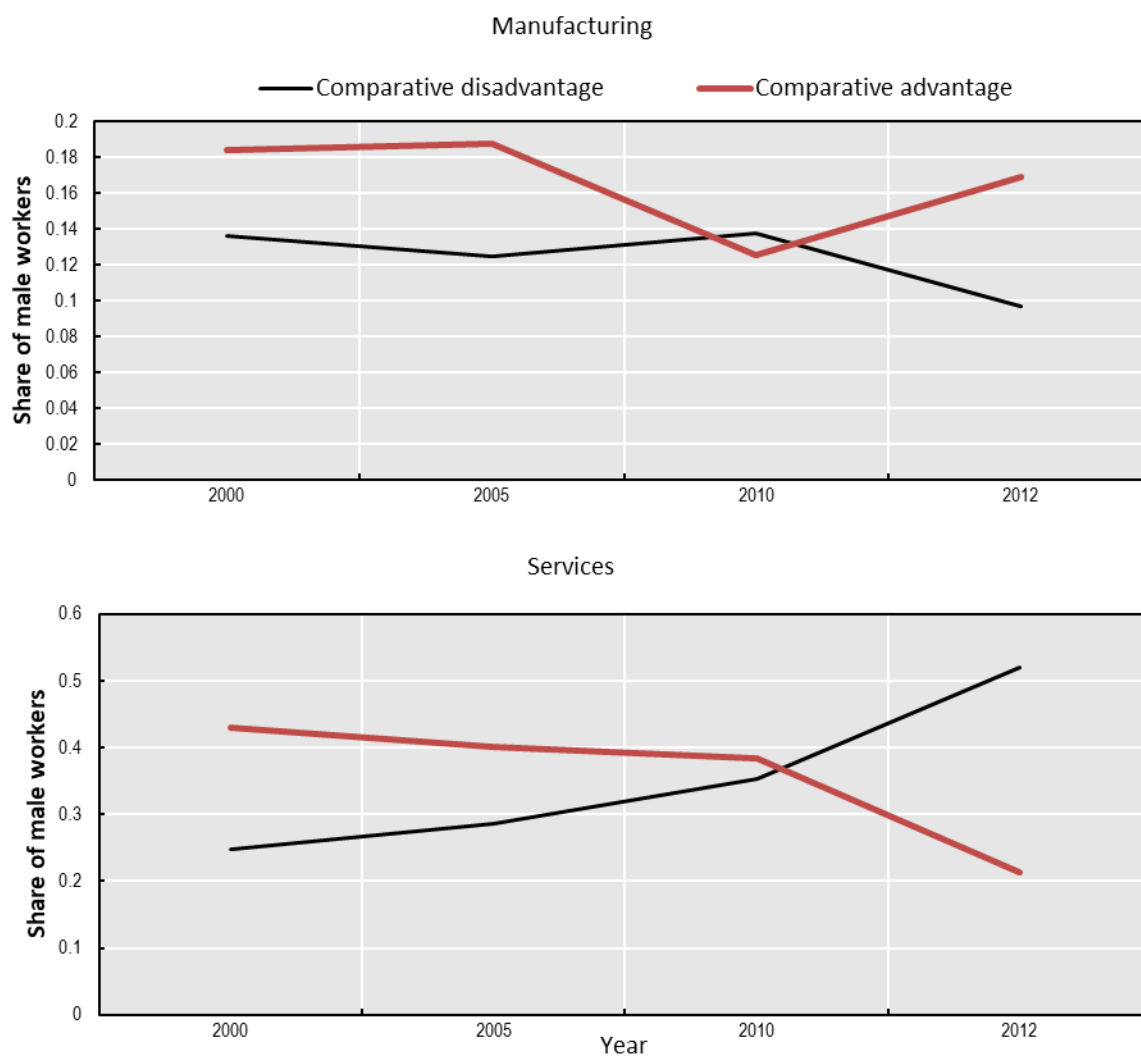 Manufacturing
Comparative disadvantage Comparative advantage
Share of male workers
0.2
0.18
0.16
0.14
0.12
0.1
0.08
0.06
0.04
0.02
0
2000 2005 2010 2012
Services
Share of male workers
0.6
0.5
0.4
0.3
0.2
0.1
0
2000 2005 2010 2012
Year